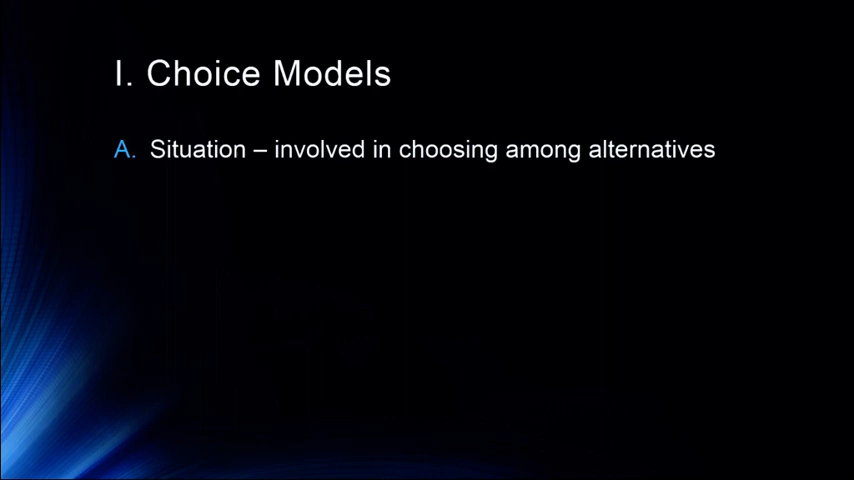 I. Choice Models
A. Situation – involved in choosing among alternatives